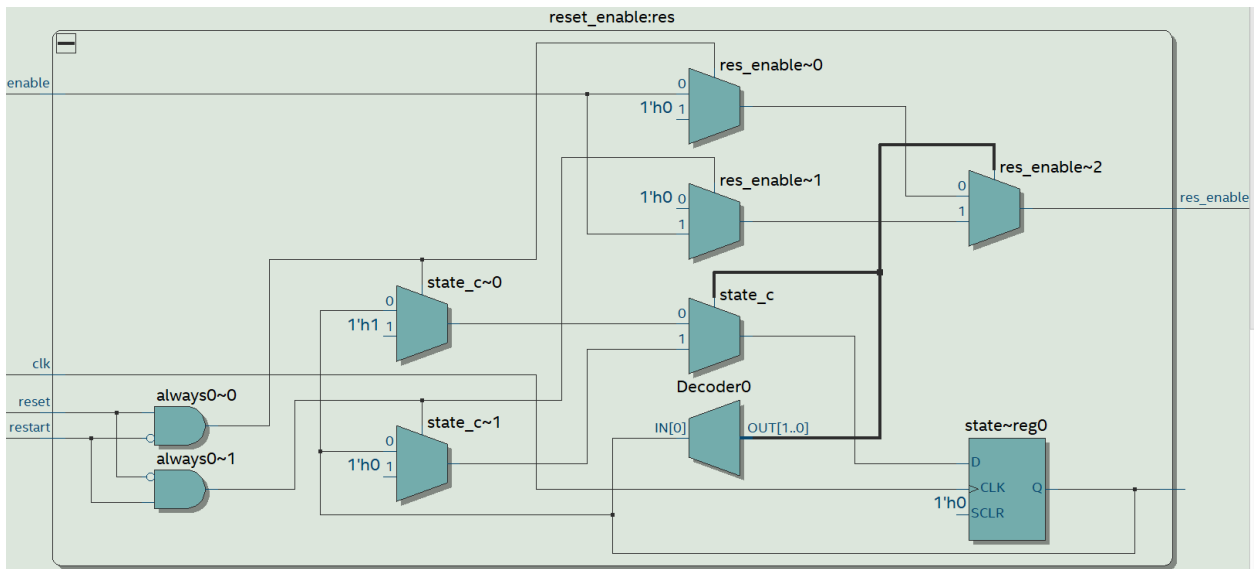 reset_enable:res
res_enable~0
enable
0
1'h0 1
res_enable~1
1'h0 0
1
res_enable~2
0
1
res_enable
state_c~0
0
1'h1 1
state_c
0
1
clk
Decoder0
IN[0] OUT[1..0]
always0~0
reset
restart
always0~1
state_c~1
0
1'h0 1
state~reg0
D
CLK Q
1'h0
SCLR